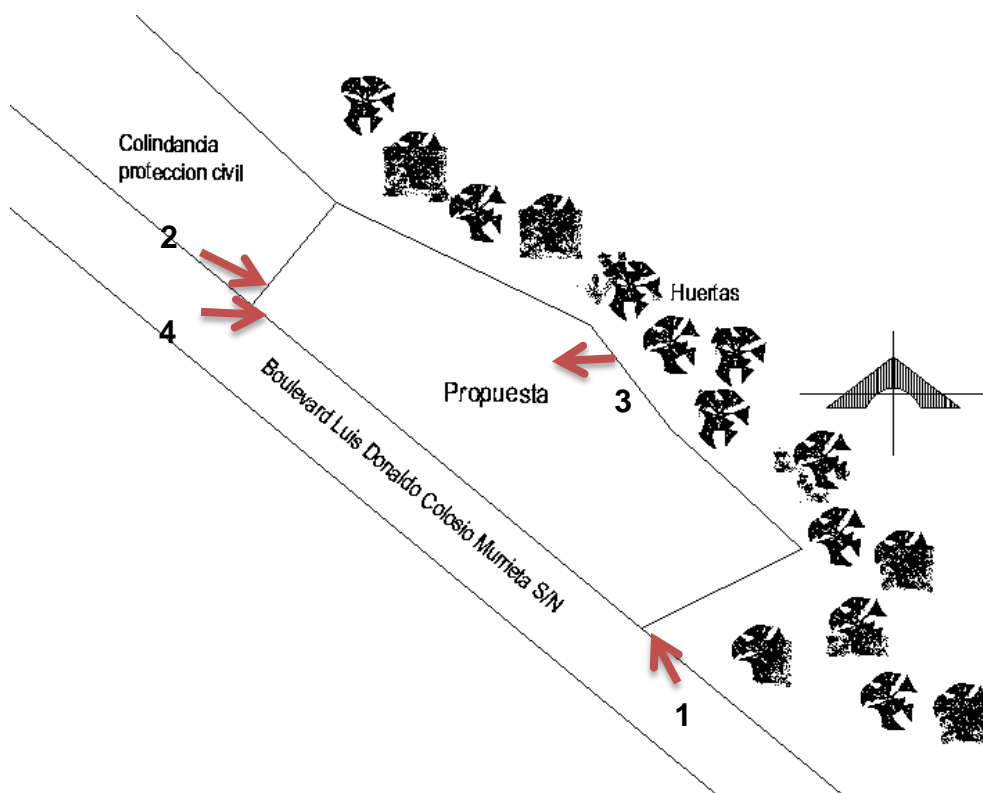 Colindancia
proteccion civil
2
4
Huertas
Propuesta
3
Boulevard Luis Donaldo Colosio Murrieta S/N
1